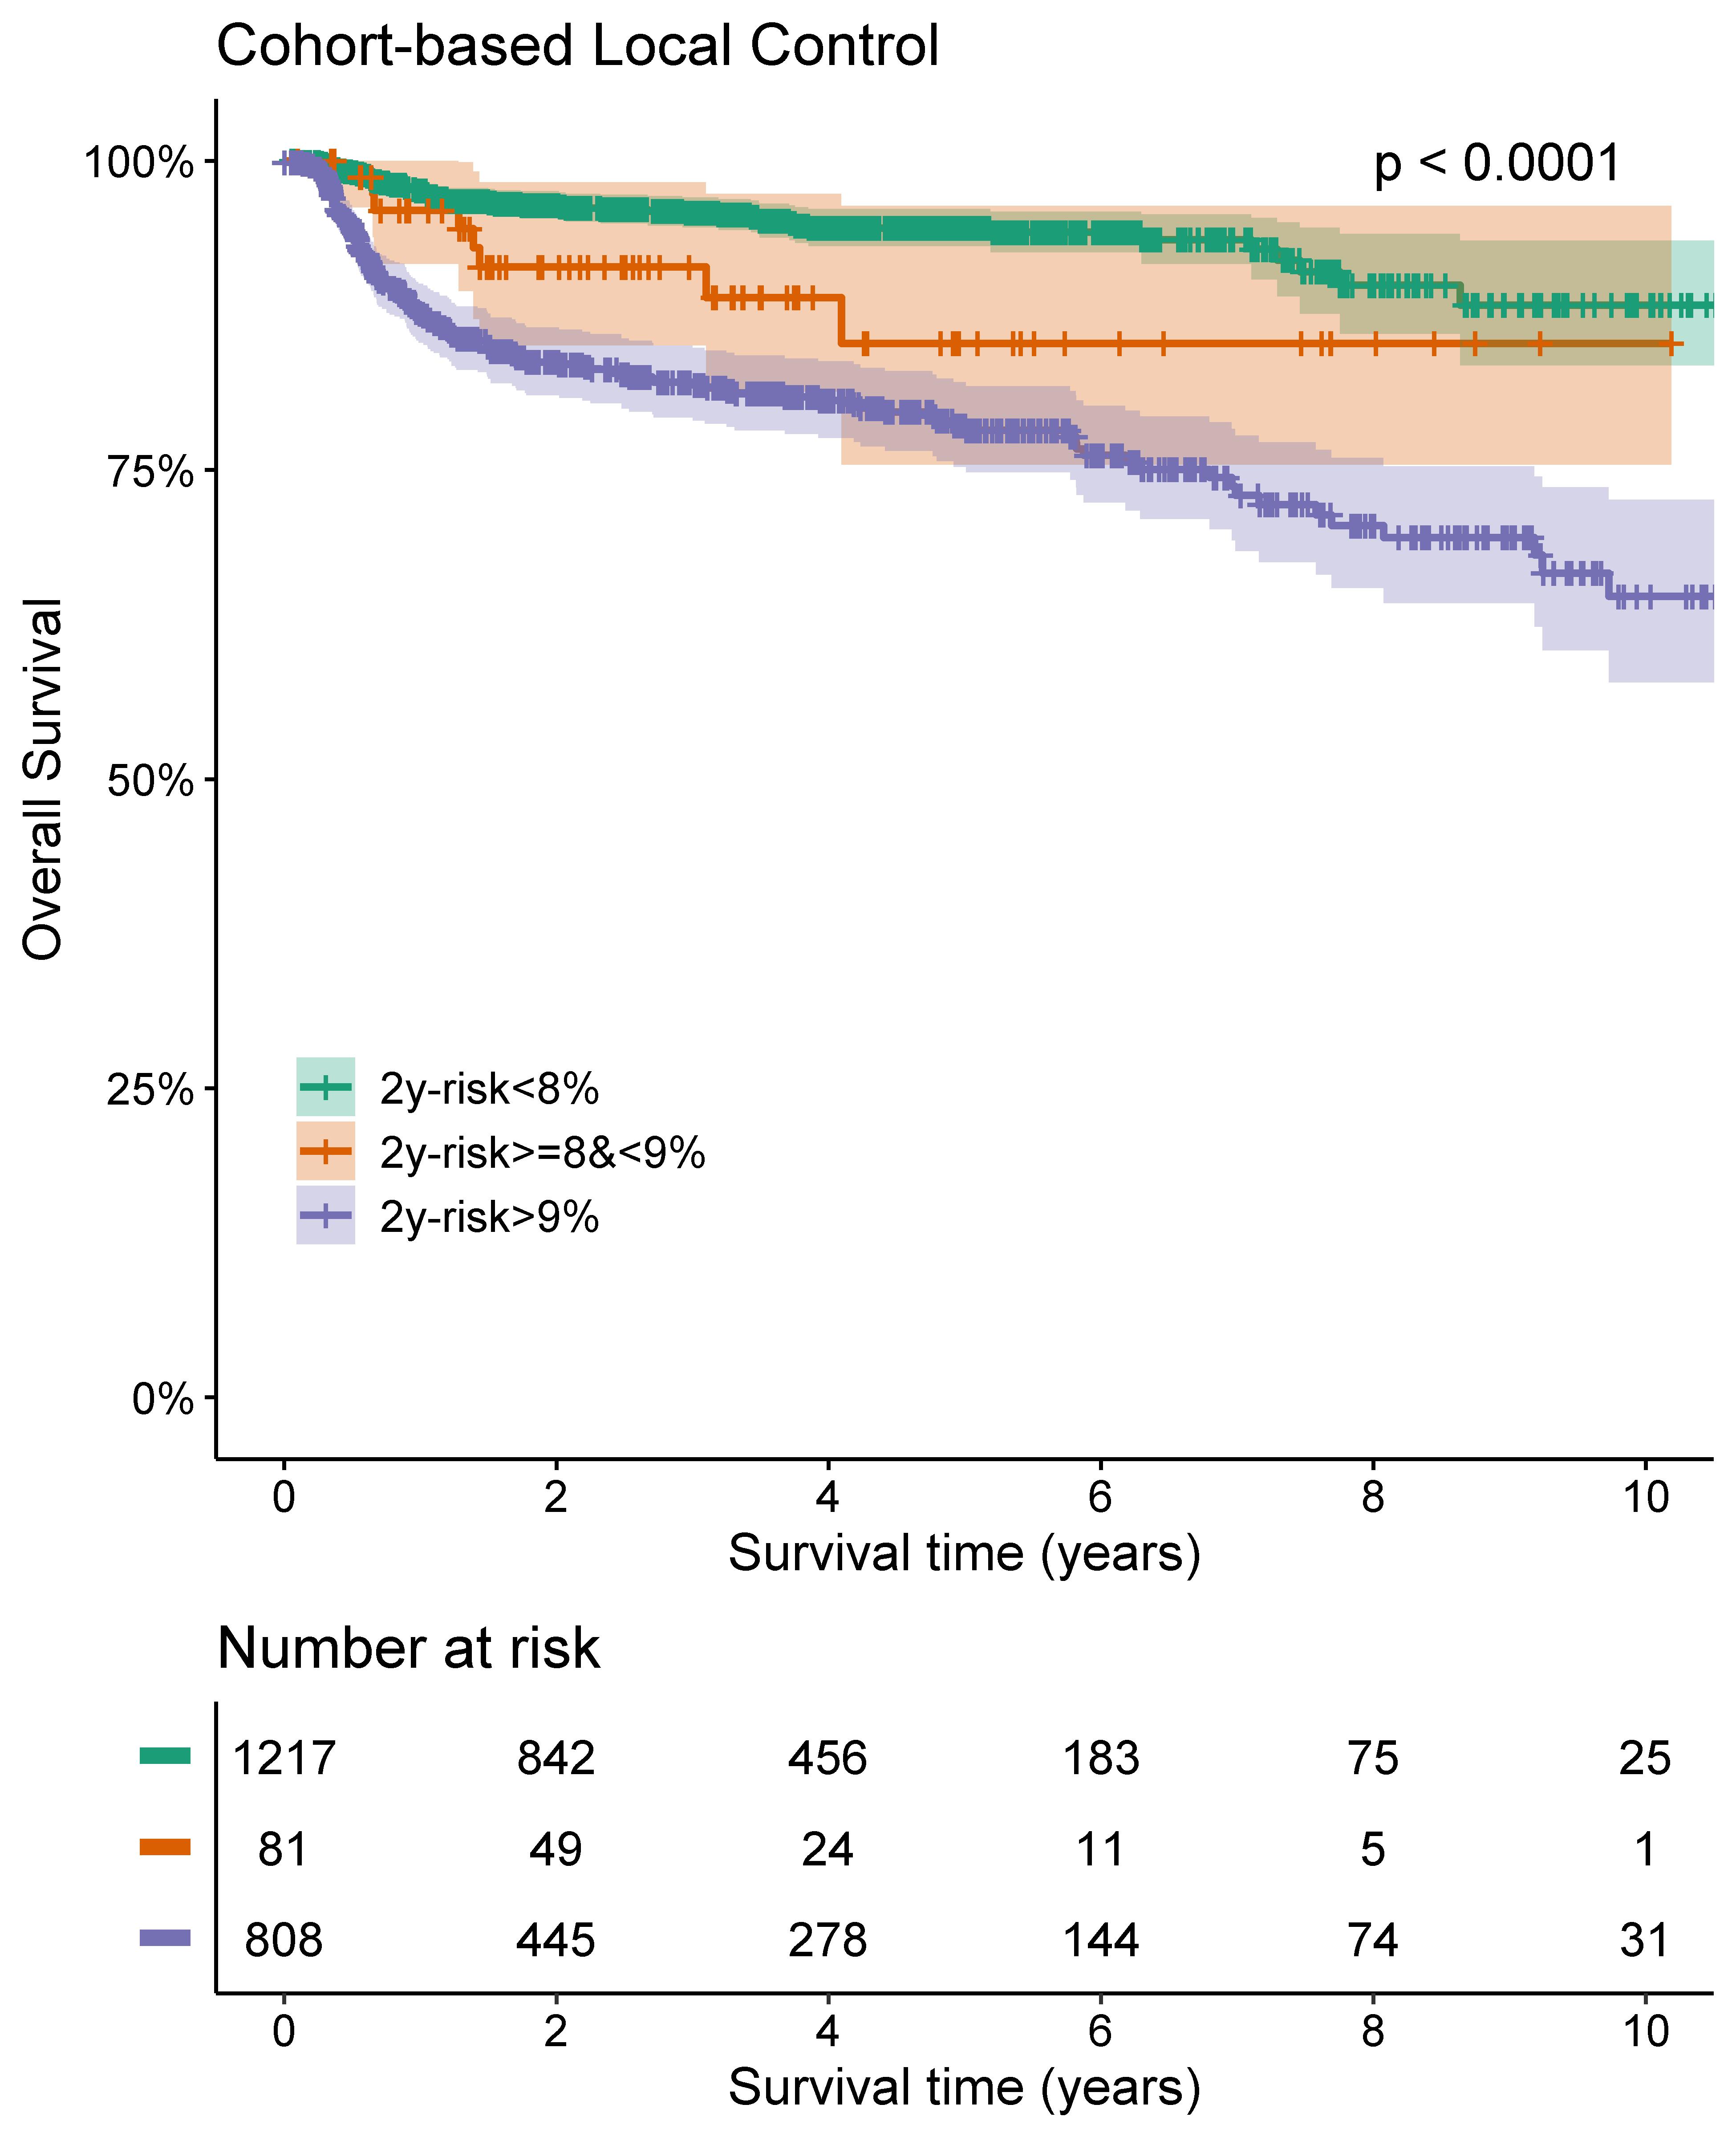 Cohort-based Local Control
p < 0.0001
100%
75%
50%
25%
0%
Overall Survival
2y-risk<8%
2y-risk>=8&<9%
2y-risk>9%
0 2 4 6 8 10
Survival time (years)
Number at risk
1217 842 456 183 75 25
81 49 24 11 5 1
808 445 278 144 74 31
0 2 4 6 8 10
Survival time (years)